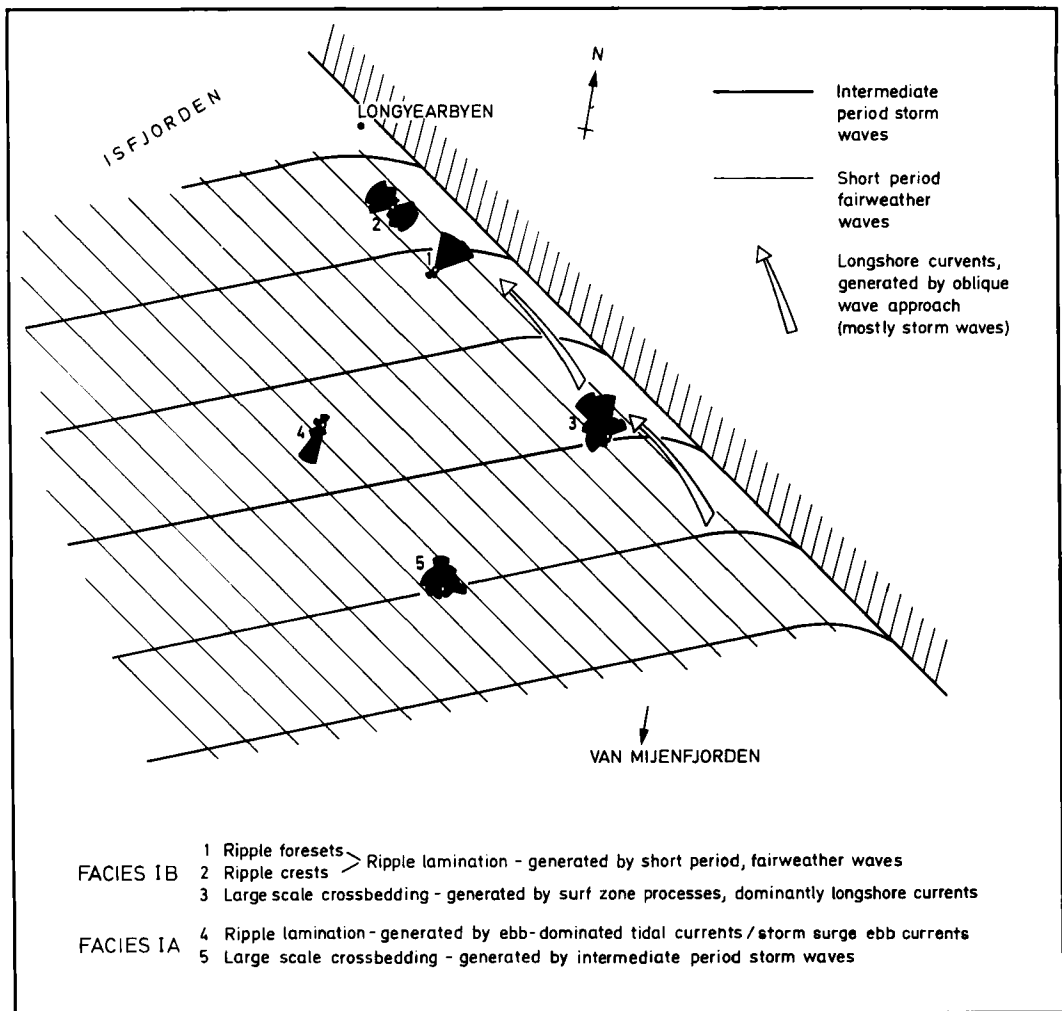 N
ISFJORDEN
LONGYEARBYEN
Intermediate
period storm
waves
Short period
fairweather
waves
Longshore curvents,
generated by oblique
wave approach
(mostly storm waves)
2
1
3
4
5
VAN MIJENFJORDEN
FACIES IB
1 Ripple foresets
2 Ripple crests
Ripple lamination - generated by short period, fairweather waves
3 Large scale crossbedding - generated by surf zone processes, dominantly longshore currents
FACIES IA
4 Ripple lamination - generated by ebb-dominated tidal currents / storm surge ebb currents
5 Large scale crossbedding - generated by intermediate period storm waves